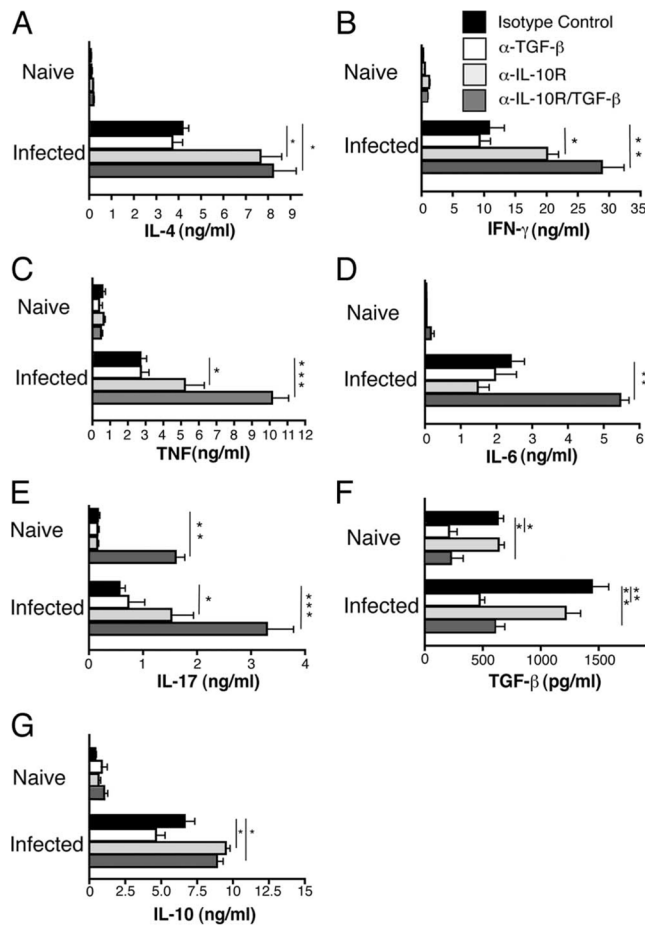 A
Naive
Infected
0 1 2 3 4 5 6 7 8 9
IL-4 (ng/ml)
* *
B
Isotype Control
α-TGF-β
α-IL-10R
α-IL-10R/TGF-β
Naive
Infected
0 5 10 15 20 25 30 35
IFN-γ (ng/ml)
* **
C
Naive
Infected
0 1 2 3 4 5 6 7 8 9 10 11 12
TNF(ng/ml)
* ***
D
Naive
Infected
0 1 2 3 4 5 6
IL-6 (ng/ml)
**
E
Naive
Infected
0 1 2 3 4
IL-17 (ng/ml)
**
* ***
F
Naive
Infected
0 500 1000 1500
TGF-β (pg/ml)
* *
** **
G
Naive
Infected
0 2.5 5.0 7.5 10 15
IL-10 (ng/ml)
* *